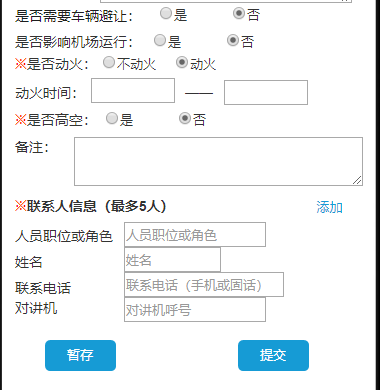 是否需要车辆避让： 是 否
是否影响机场运行： 是 否
※是否动火： 不动火 动火
动火时间： ——
※是否高空： 是 否
备注：
※联系人信息（最多5人） 添加
人员职位或角色 人员职位或角色
姓名 姓名
联系电话 联系电话（手机或固话）
对讲机 对讲机呼号
暂存 提交